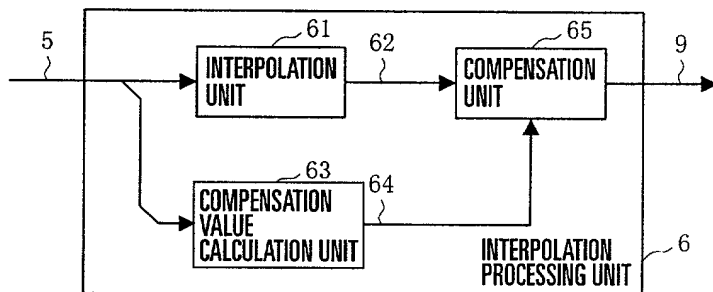 5
61
INTERPOLATION
UNIT
62
65
COMPENSATION
UNIT
9
63
COMPENSATION
VALUE
CALCULATION UNIT
64
INTERPOLATION
PROCESSING UNIT
6